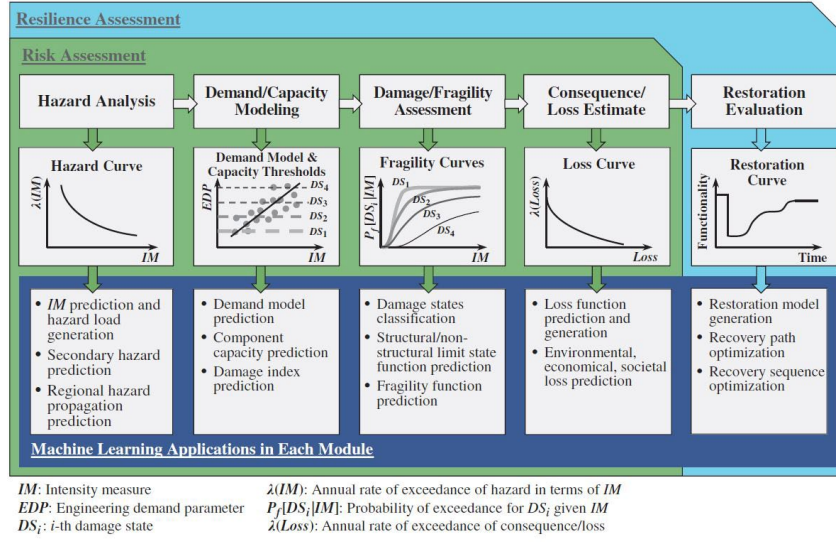 Resilience Assessment
Risk Assessment
Hazard Analysis
Demand/Capacity
Modeling
Damage/Fragility
Assessment
Consequence/
Loss Estimate
Restoration
Evaluation
Hazard Curve
λ(IM)
IM
Demand Model &
Capacity Thresholds
EDP
DS4
DS3
DS2
DS1
IM
Fragility Curves
Pf[DSi|IM]
DS1
DS2
DS3
DS4
IM
Loss Curve
λ(Loss)
Loss
Restoration
Curve
Functionality
Time
• IM prediction and
hazard load
generation
• Secondary hazard
prediction
• Regional hazard
propagation
prediction
• Demand model
prediction
• Component
capacity prediction
• Damage index
prediction
• Damage states
classification
• Structural/non-
structural limit state
function prediction
• Fragility function
prediction
• Loss function
prediction and
generation
• Environmental,
economical, societal
loss prediction
• Restoration model
generation
• Recovery path
optimization
• Recovery sequence
optimization
Machine Learning Applications in Each Module
IM: Intensity measure
EDP: Engineering demand parameter
DSi: i-th damage state
λ(IM): Annual rate of exceedance of hazard in terms of IM
Pf[DSi|IM]: Probability of exceedance for DSi given IM
λ(Loss): Annual rate of exceedance of consequence/loss